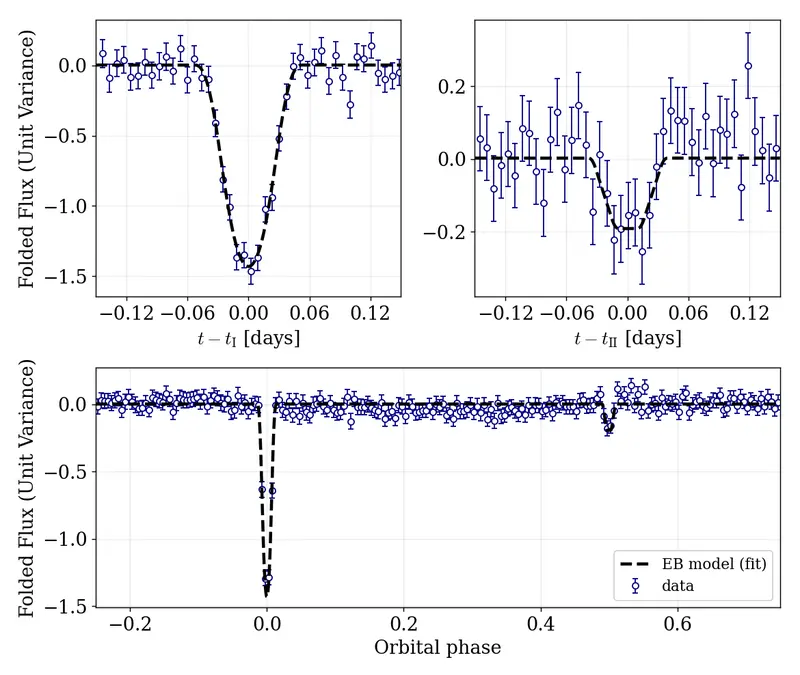 Folded Flux (Unit Variance)
0.0
−0.5
−1.0
−1.5
−0.12 −0.06 0.00 0.06 0.12
t − t_I [days]
0.2
0.0
−0.2
−0.12 −0.06 0.00 0.06 0.12
t − t_II [days]
Folded Flux (Unit Variance)
0.0
−0.5
−1.0
−1.5
EB model (fit)
data
−0.2 0.0 0.2 0.4 0.6
Orbital phase